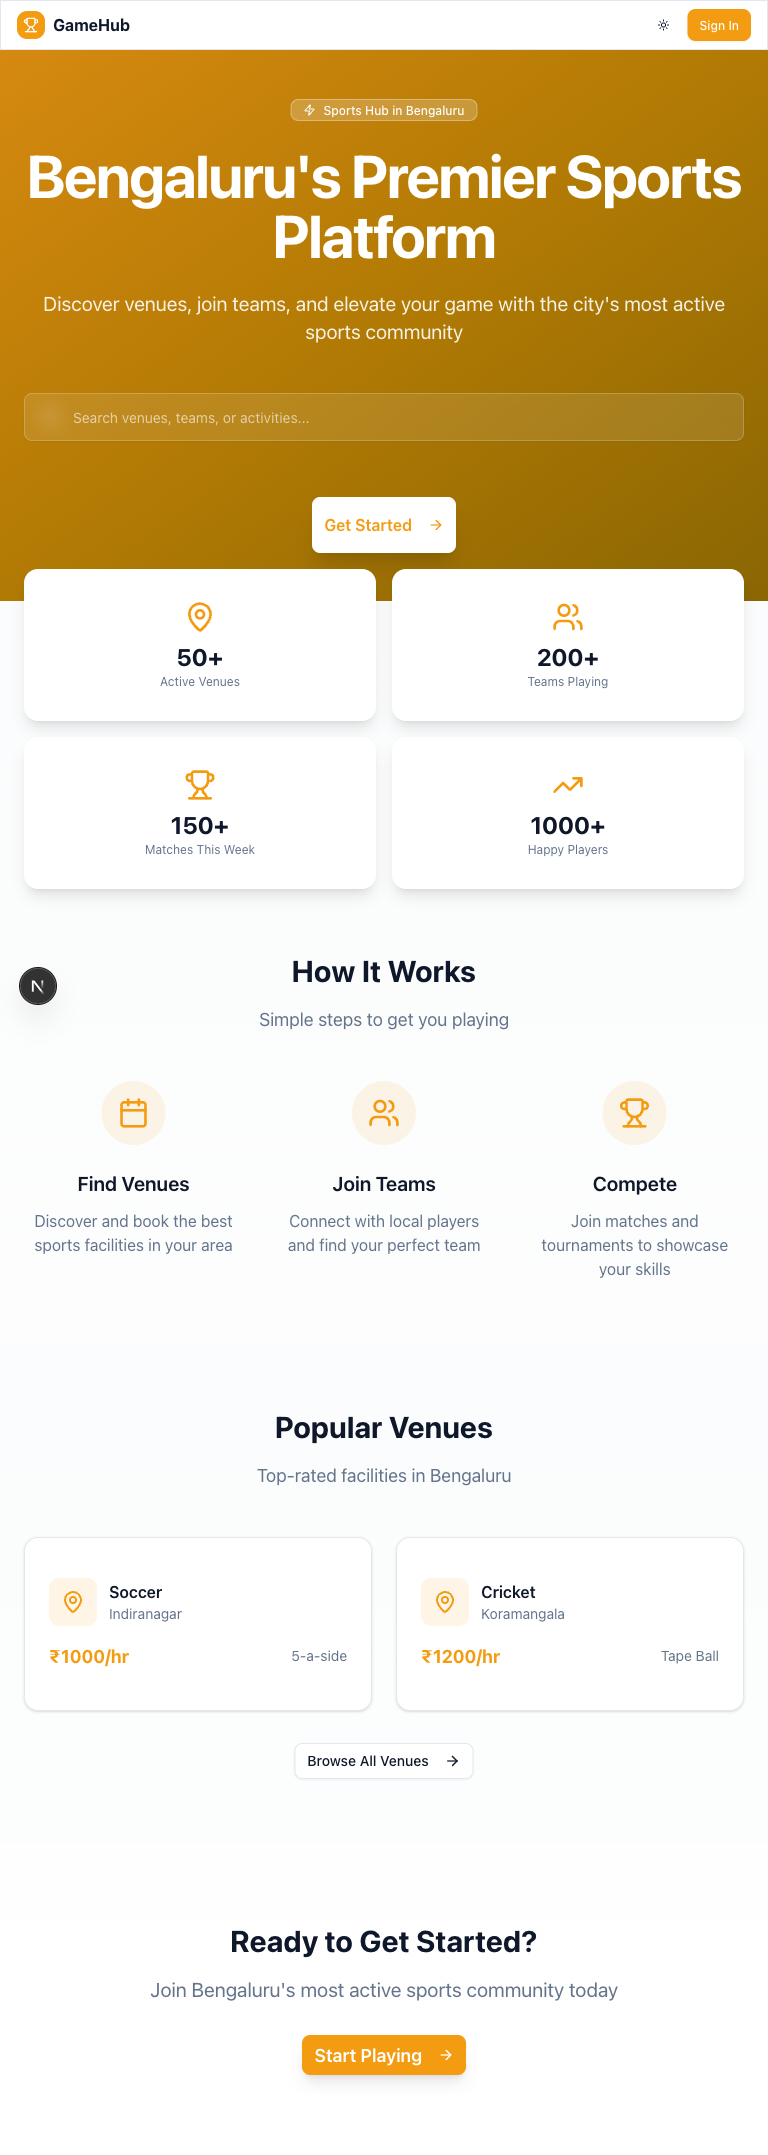 GameHub
Sign In
Sports Hub in Bengaluru
Bengaluru's Premier Sports
Platform
Discover venues, join teams, and elevate your game with the city's most active
sports community
Search venues, teams, or activities...
Get Started
50+
Active Venues
200+
Teams Playing
150+
Matches This Week
1000+
Happy Players
How It Works
Simple steps to get you playing
N
Find Venues
Discover and book the best
sports facilities in your area
Join Teams
Connect with local players
and find your perfect team
Compete
Join matches and
tournaments to showcase
your skills
Popular Venues
Top-rated facilities in Bengaluru
Soccer
Indiranagar
₹1000/hr
5-a-side
Cricket
Koramangala
₹1200/hr
Tape Ball
Browse All Venues
Ready to Get Started?
Join Bengaluru's most active sports community today
Start Playing